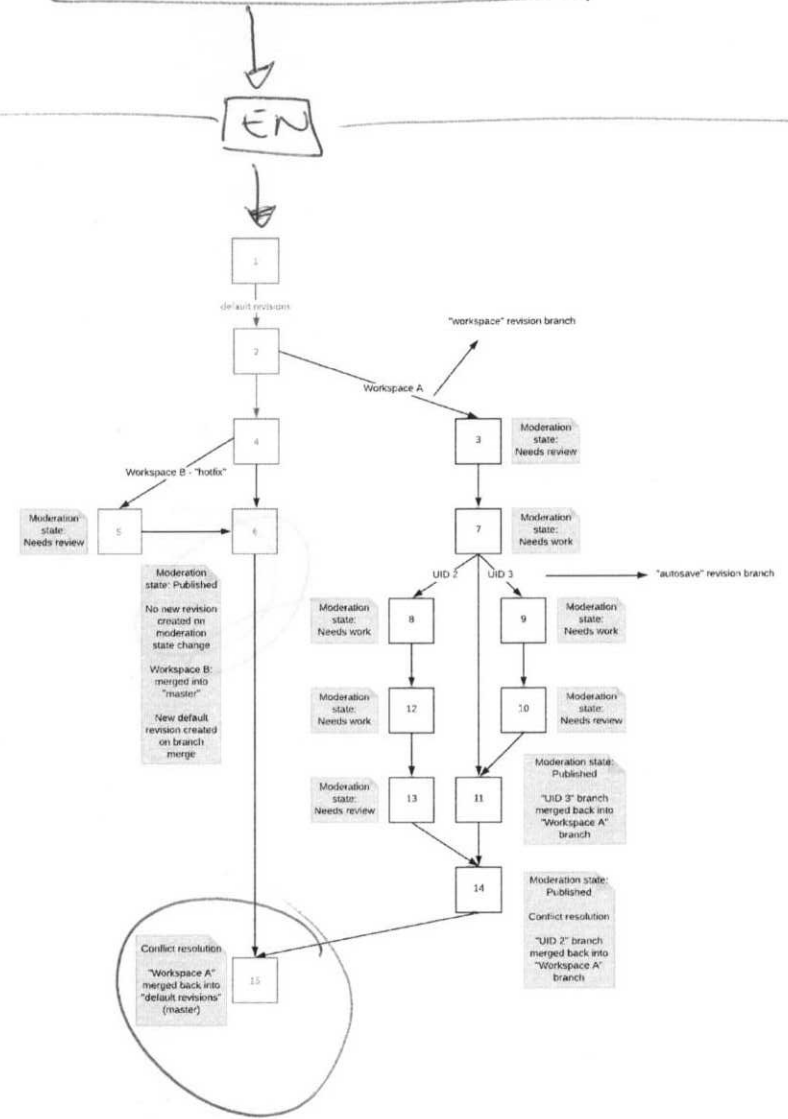 EN
1
default revisions
2
"workspace" revision branch
Workspace A
4
3
Moderation
state:
Needs review
Workspace B - "hotfix"
Moderation
state:
Needs review
5
6
7
Moderation
state:
Needs work
Moderation
state: Published
No new revision
created on
moderation
state change
Workspace B:
merged into
"master"
New default
revision created
on branch
merge
UID 2
UID 3
"autosave" revision branch
Moderation
state:
Needs work
8
9
Moderation
state:
Needs work
Moderation
state:
Needs work
12
10
Moderation
state:
Needs review
Moderation
state:
Needs review
13
11
Moderation state:
Published
"UID 3" branch
merged back into
"Workspace A"
branch
14
Moderation state:
Published
Conflict resolution
"UID 2" branch
merged back into
"Workspace A"
branch
Conflict resolution
"Workspace A"
merged back into
"default revisions"
(master)
15